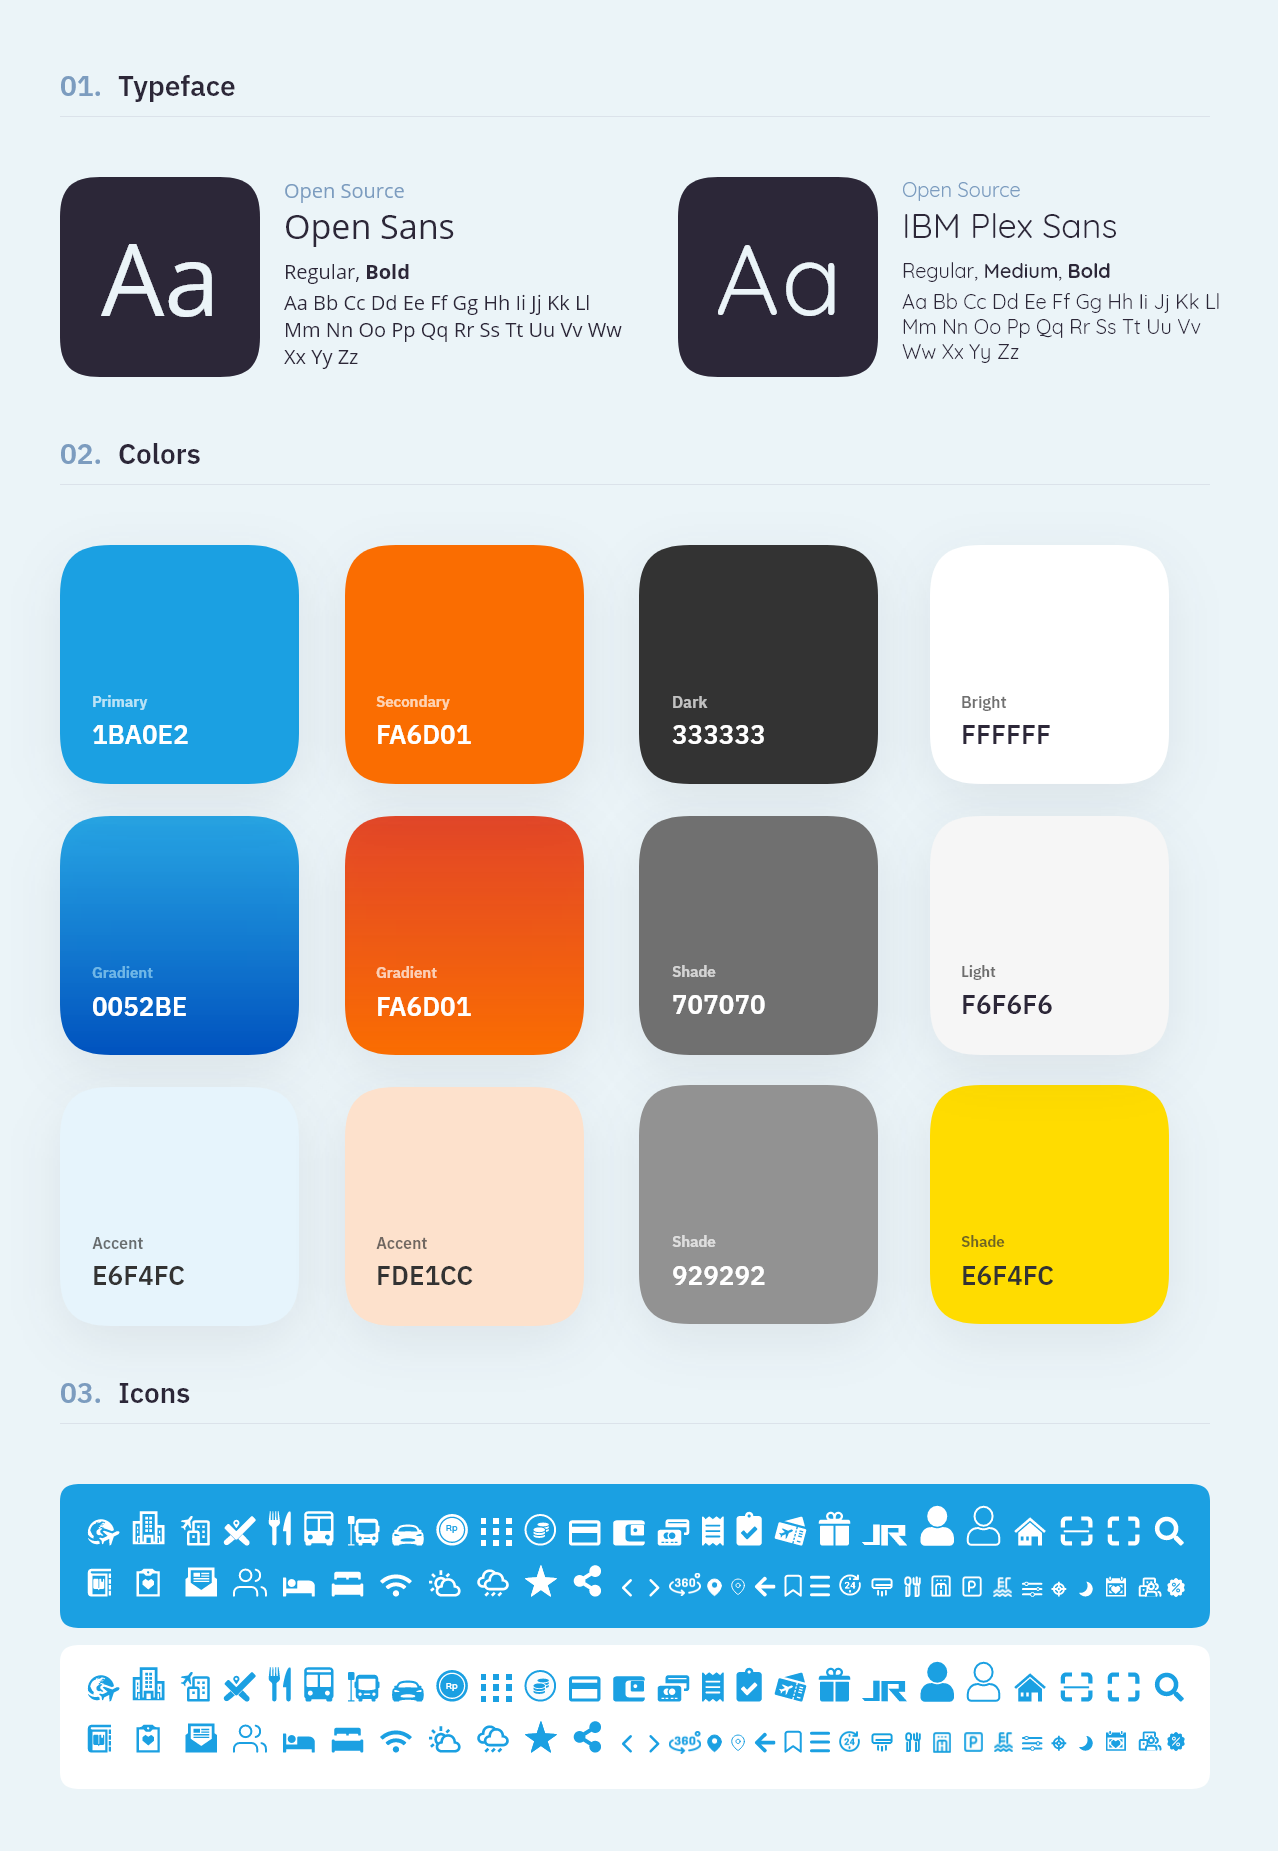 01. Typeface
Aa
Open Source
Open Sans
Regular, Bold
Aa Bb Cc Dd Ee Ff Gg Hh Ii Jj Kk Ll
Mm Nn Oo Pp Qq Rr Ss Tt Uu Vv Ww
Xx Yy Zz
Aa
Open Source
IBM Plex Sans
Regular, Medium, Bold
Aa Bb Cc Dd Ee Ff Gg Hh Ii Jj Kk Ll
Mm Nn Oo Pp Qq Rr Ss Tt Uu Vv
Ww Xx Yy Zz
02. Colors
Primary
1BA0E2
Secondary
FA6D01
Dark
333333
Bright
FFFFFF
Gradient
0052BE
Gradient
FA6D01
Shade
707070
Light
F6F6F6
Accent
E6F4FC
Accent
FDE1CC
Shade
929292
Shade
E6F4FC
03. Icons
Rp
JR
360°
24
P
Rp
JR
360°
24
P